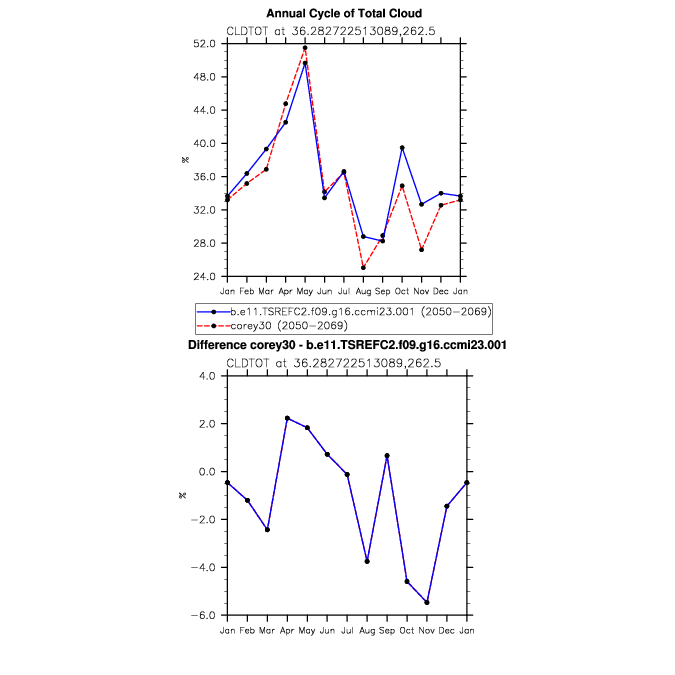 Annual Cycle of Total Cloud
CLDTOT at 36.282722513089,262.5
52.0
48.0
44.0
40.0
36.0
32.0
28.0
24.0
%
Jan Feb Mar Apr May Jun Jul Aug Sep Oct Nov Dec Jan
b.e11.TSREFC2.f09.g16.ccmi23.001 (2050-2069)
corey30 (2050-2069)
Difference corey30 - b.e11.TSREFC2.f09.g16.ccmi23.001
CLDTOT at 36.282722513089,262.5
4.0
2.0
0.0
-2.0
-4.0
-6.0
%
Jan Feb Mar Apr May Jun Jul Aug Sep Oct Nov Dec Jan